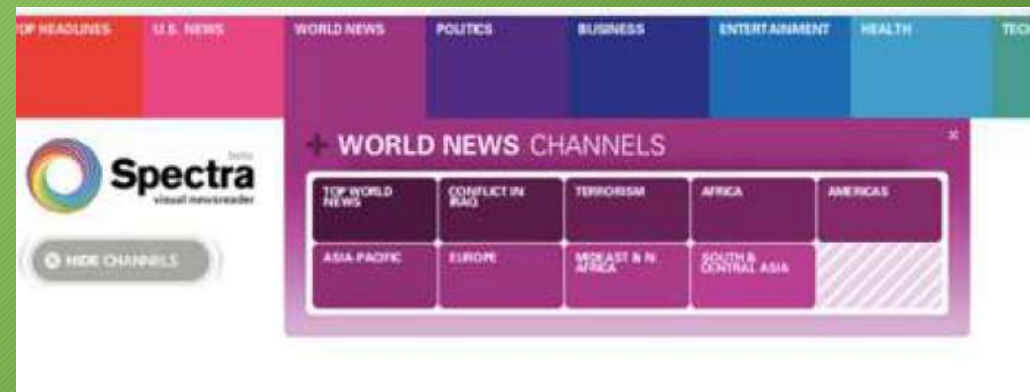 TOP HEADLINES U.S. NEWS WORLD NEWS POLITICS BUSINESS ENTERTAINMENT HEALTH TECH
+ WORLD NEWS CHANNELS ×
beta
Spectra
visual newsreader
TOP WORLD NEWS
CONFLICT IN IRAQ
TERRORISM
AFRICA
AMERICAS
HIDE CHANNELS
ASIA-PACIFIC
EUROPE
MIDEAST & N. AFRICA
SOUTH & CENTRAL ASIA